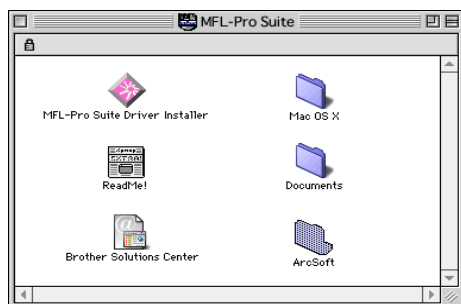 MFL-Pro Suite
MFL-Pro Suite Driver Installer
Mac OS X
ReadMe!
Documents
Brother Solutions Center
ArcSoft